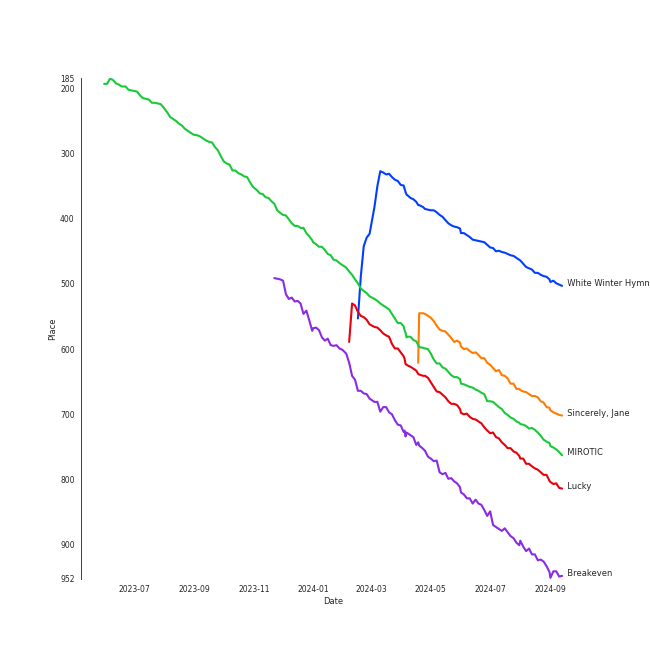 185
200
300
400
500
600
700
800
900
952
Place
2023-07
2023-09
2023-11
2024-01
2024-03
2024-05
2024-07
2024-09
Date
White Winter Hymn
Sincerely, Jane
MIROTIC
Lucky
Breakeven